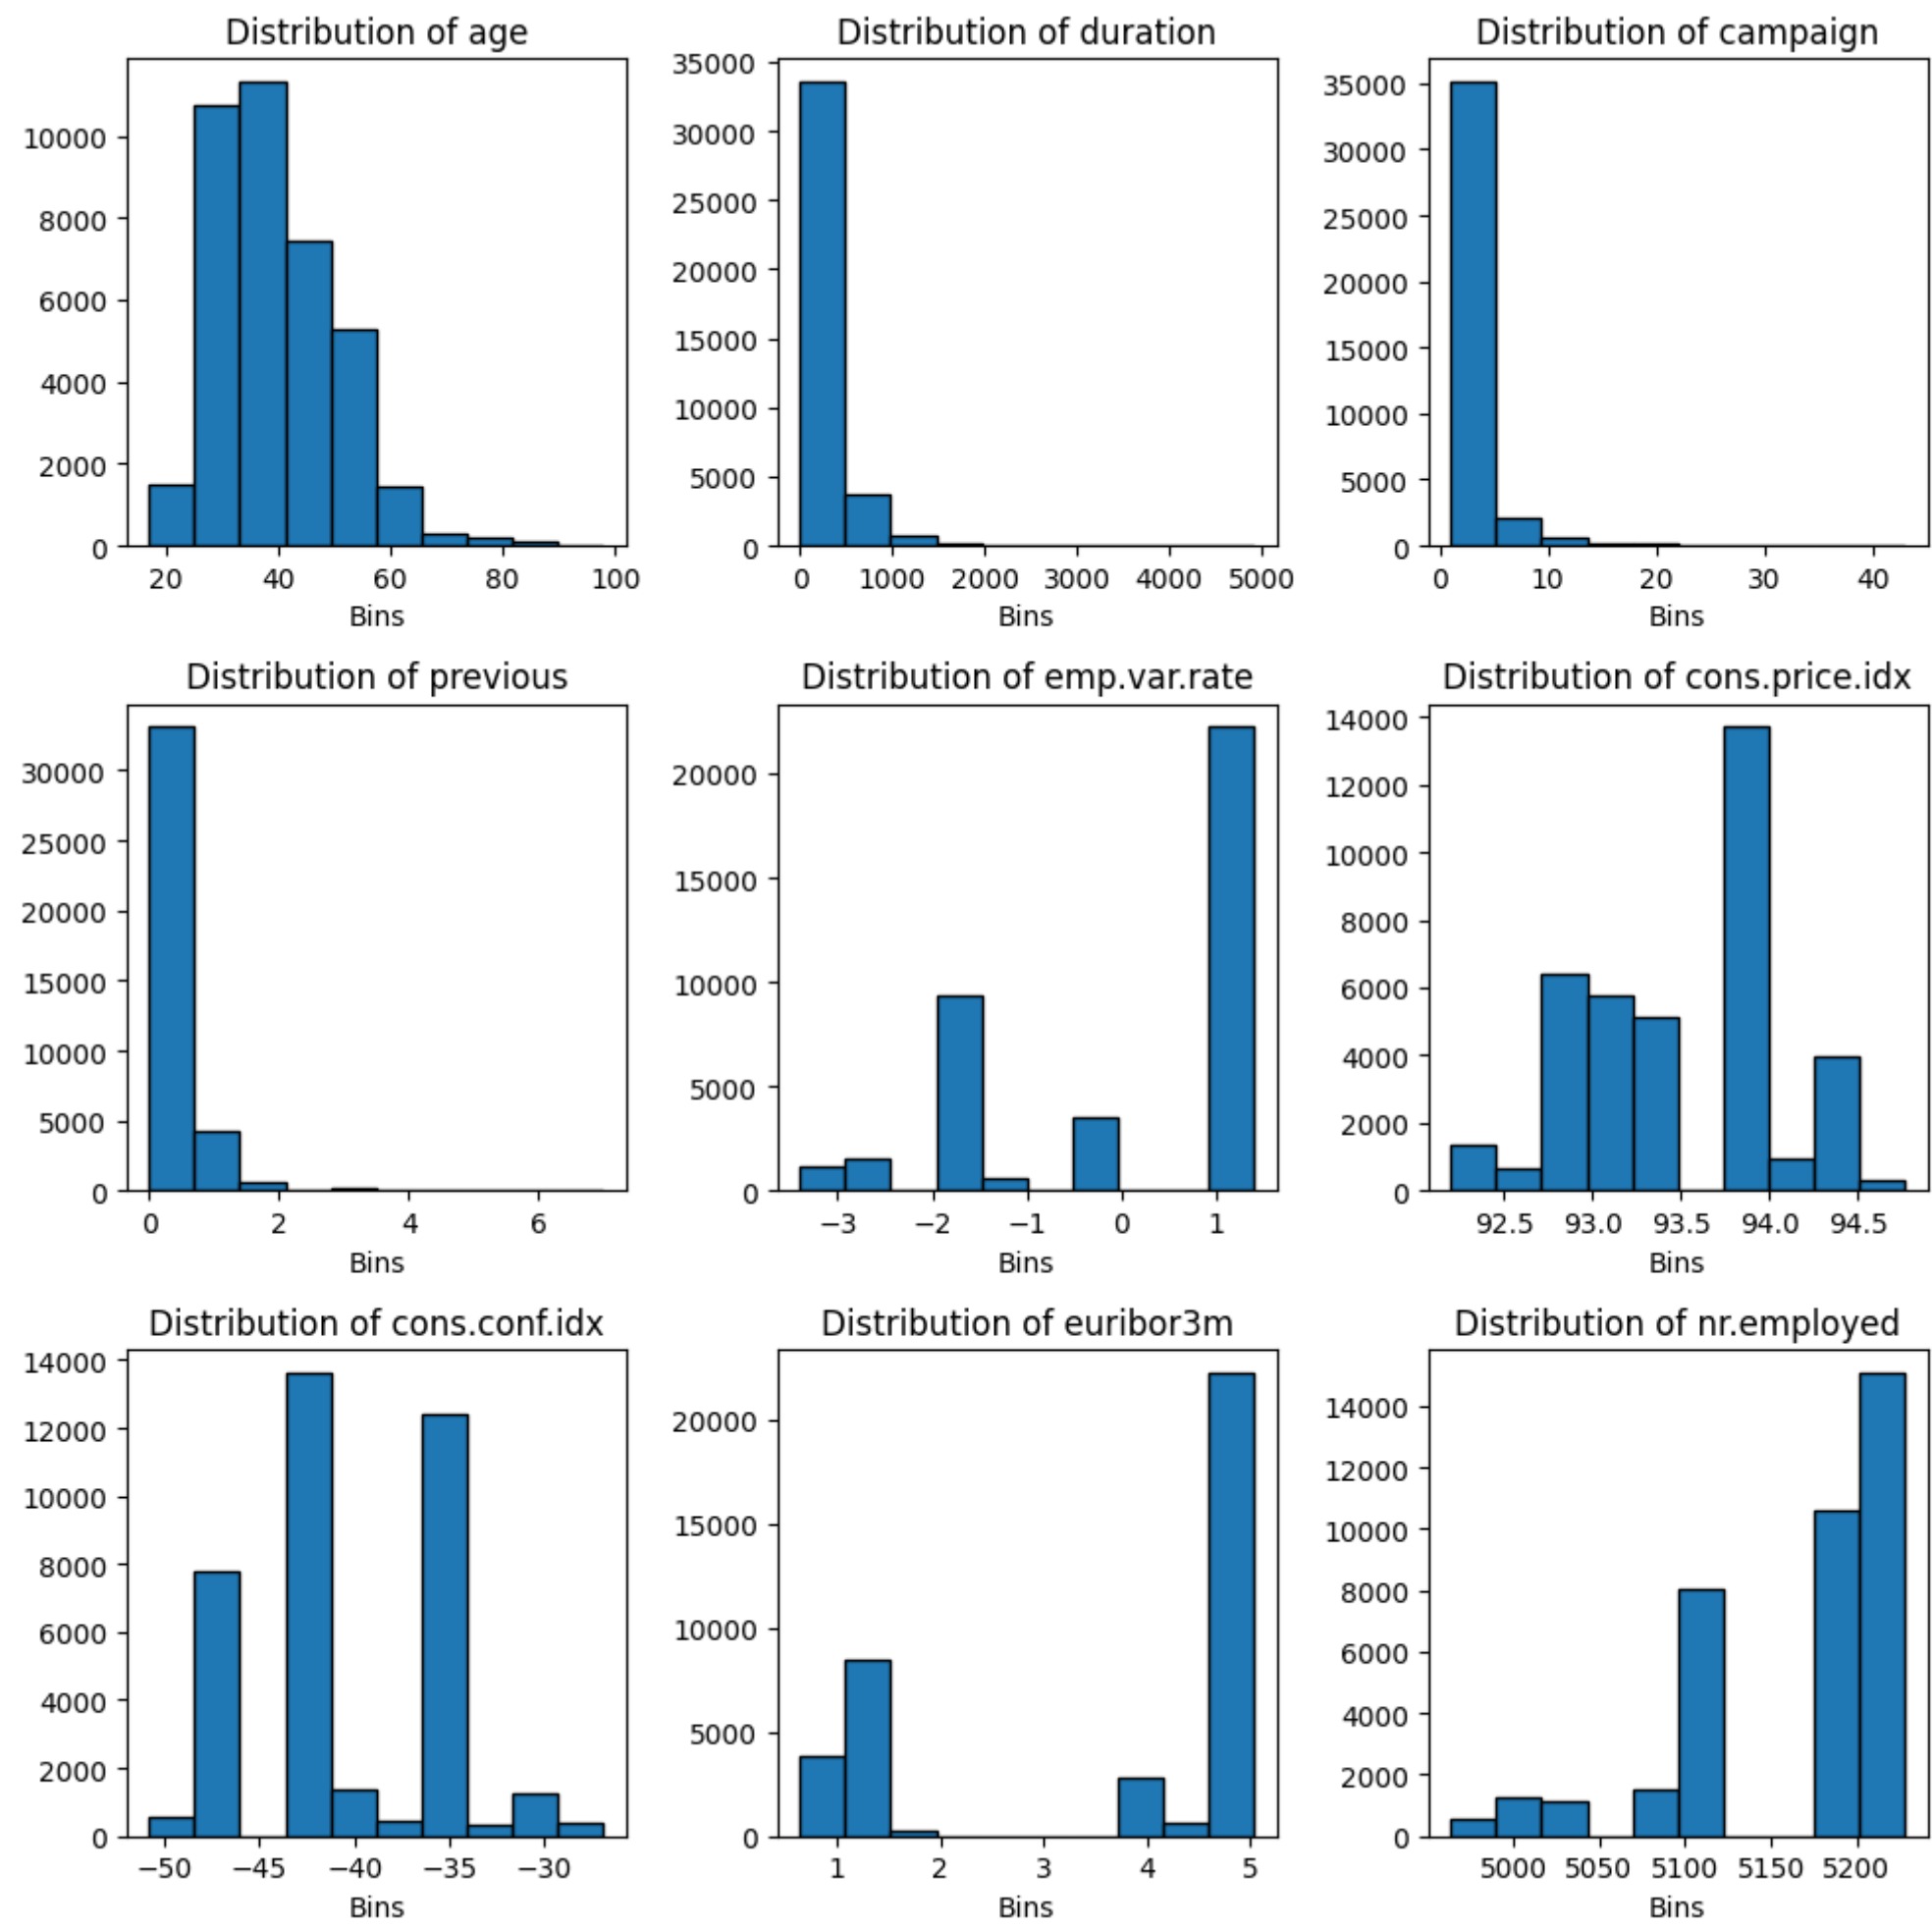 Distribution of age
10000
8000
6000
4000
2000
0
20 40 60 80 100
Bins
Distribution of duration
35000
30000
25000
20000
15000
10000
5000
0
0 1000 2000 3000 4000 5000
Bins
Distribution of campaign
35000
30000
25000
20000
15000
10000
5000
0
0 10 20 30 40
Bins
Distribution of previous
30000
25000
20000
15000
10000
5000
0
0 2 4 6
Bins
Distribution of emp.var.rate
20000
15000
10000
5000
0
−3 −2 −1 0 1
Bins
Distribution of cons.price.idx
14000
12000
10000
8000
6000
4000
2000
0
92.5 93.0 93.5 94.0 94.5
Bins
Distribution of cons.conf.idx
14000
12000
10000
8000
6000
4000
2000
0
−50 −45 −40 −35 −30
Bins
Distribution of euribor3m
20000
15000
10000
5000
0
1 2 3 4 5
Bins
Distribution of nr.employed
14000
12000
10000
8000
6000
4000
2000
0
5000 5050 5100 5150 5200
Bins